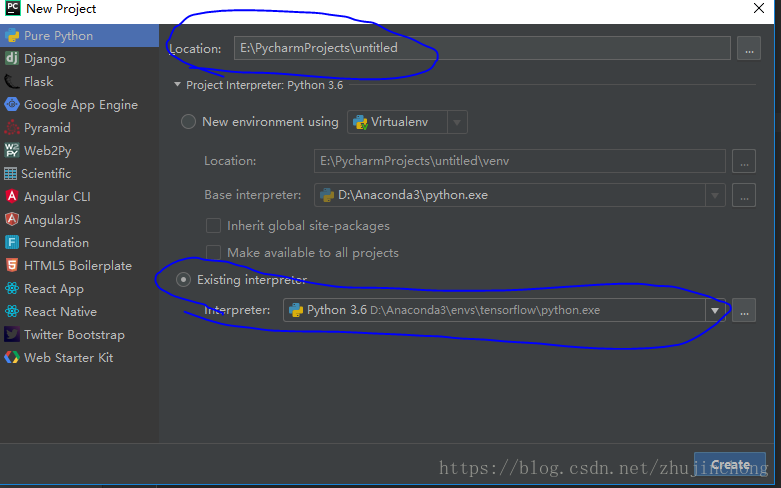 PC
New Project
Pure Python
Django
Flask
Google App Engine
Pyramid
Web2Py
Scientific
Angular CLI
AngularJS
Foundation
HTML5 Boilerplate
React App
React Native
Twitter Bootstrap
Web Starter Kit
Location: E:\PycharmProjects\untitled ...
Project Interpreter: Python 3.6
New environment using Virtualenv
Location: E:\PycharmProjects\untitled\venv ...
Base interpreter: D:\Anaconda3\python.exe ...
Inherit global site-packages
Make available to all projects
Existing interpreter
Interpreter: Python 3.6 D:\Anaconda3\envs\tensorflow\python.exe ...
Create
https://blog.csdn.net/zhujinchong